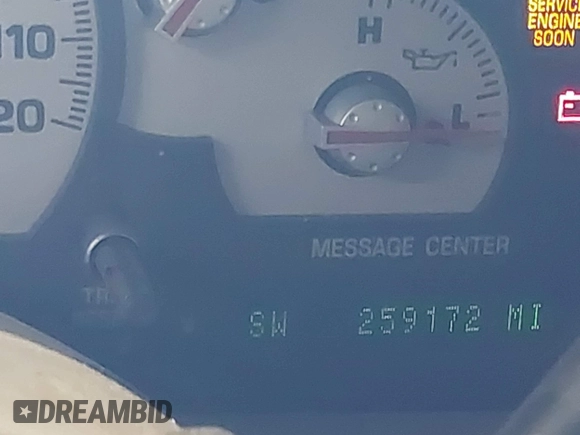 110
20
H
L
SERVICE
ENGINE
SOON
MESSAGE CENTER
SW 259172 MI
DREAMBID